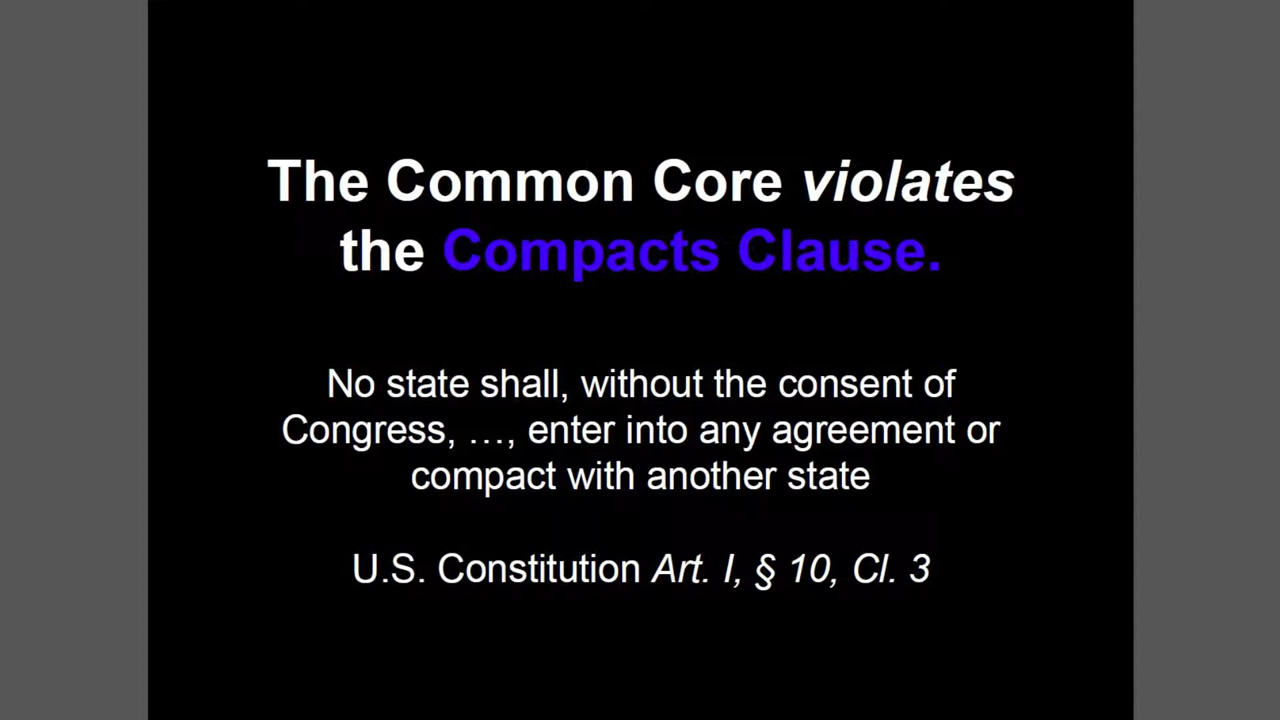 The Common Core violates
the Compacts Clause.
No state shall, without the consent of
Congress, …, enter into any agreement or
compact with another state
U.S. Constitution Art. I, § 10, Cl. 3